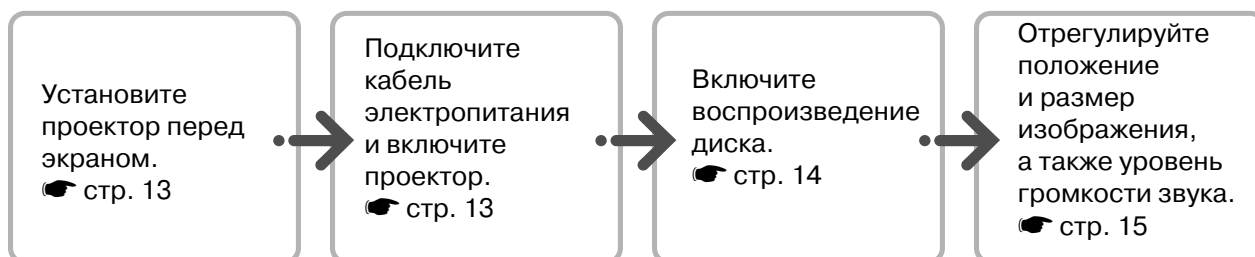 Установите
проектор перед
экраном.
☛ стр. 13
Подключите
кабель
электропитания
и включите
проектор.
☛ стр. 13
Включите
воспроизведение
диска.
☛ стр. 14
Отрегулируйте
положение
и размер
изображения,
а также уровень
громкости звука.
☛ стр. 15